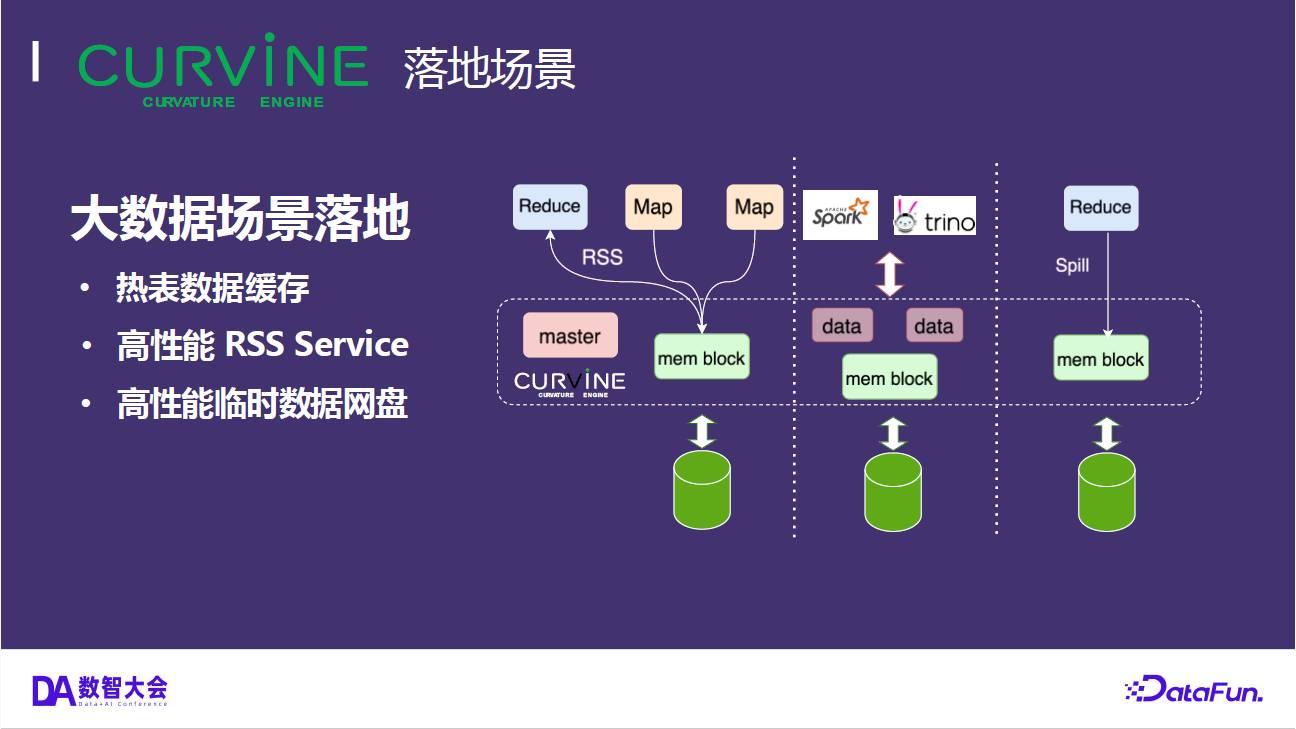 CURVINE 落地场景
CURVATURE ENGINE
大数据场景落地
• 热表数据缓存
• 高性能 RSS Service
• 高性能临时数据网盘
Reduce
Map
Map
RSS
master
CURVINE
CURVATURE ENGINE
mem block
APACHE
Spark
trino
data
data
mem block
Reduce
Spill
mem block
DA 数智大会
Data+AI Conference
DataFun.